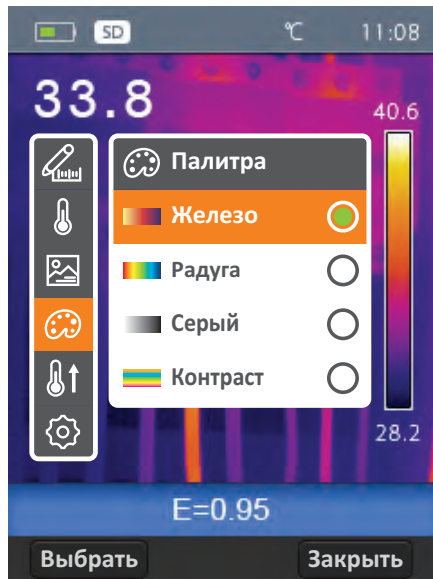 SD ℃ 11:08
33.8
40.6
Палитра
Железо
Радуга
Серый
Контраст
28.2
E=0.95
Выбрать Закрыть